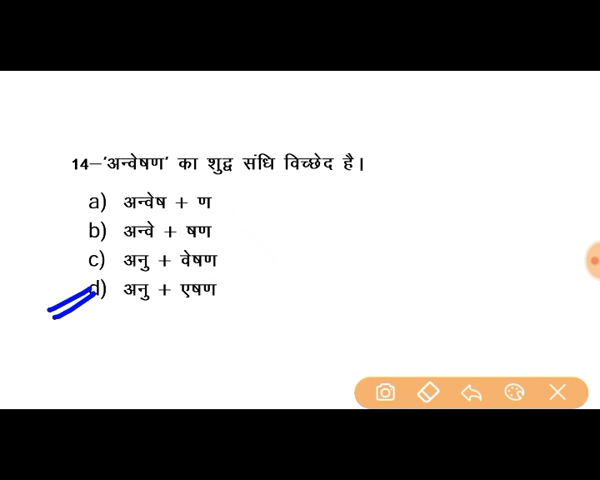 14–'अन्वेषण' का शुद्ध संधि विच्छेद है।
a) अन्वेष + ण
b) अन्वे + षण
c) अनु + वेषण
d) अनु + एषण